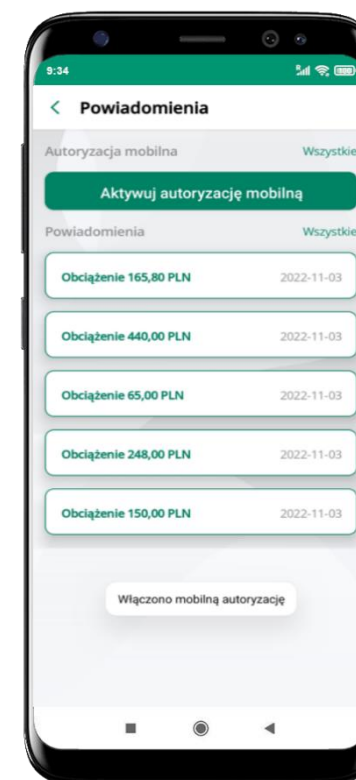 9:34
Powiadomienia
Autoryzacja mobilna Wszystkie
Aktywuj autoryzację mobilną
Powiadomienia Wszystkie
Obciążenie 165,80 PLN 2022-11-03
Obciążenie 440,00 PLN 2022-11-03
Obciążenie 65,00 PLN 2022-11-03
Obciążenie 248,00 PLN 2022-11-03
Obciążenie 150,00 PLN 2022-11-03
Włączono mobilną autoryzację